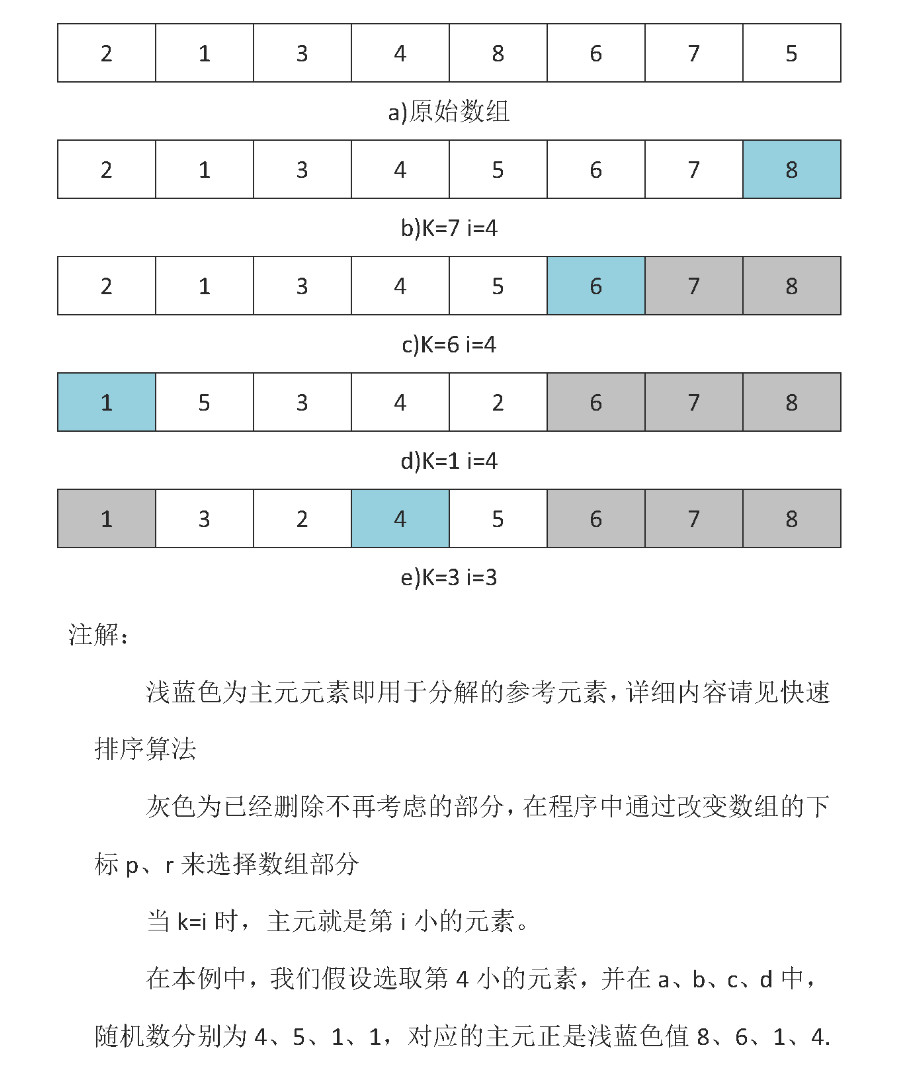 2 1 3 4 8 6 7 5
a)原始数组
2 1 3 4 5 6 7 8
b)K=7 i=4
2 1 3 4 5 6 7 8
c)K=6 i=4
1 5 3 4 2 6 7 8
d)K=1 i=4
1 3 2 4 5 6 7 8
e)K=3 i=3
注解：
浅蓝色为主元元素即用于分解的参考元素，详细内容请见快速
排序算法
灰色为已经删除不再考虑的部分，在程序中通过改变数组的下
标 p、r 来选择数组部分
当 k=i 时，主元就是第 i 小的元素。
在本例中，我们假设选取第 4 小的元素，并在 a、b、c、d 中，
随机数分别为 4、5、1、1，对应的主元正是浅蓝色值 8、6、1、4.